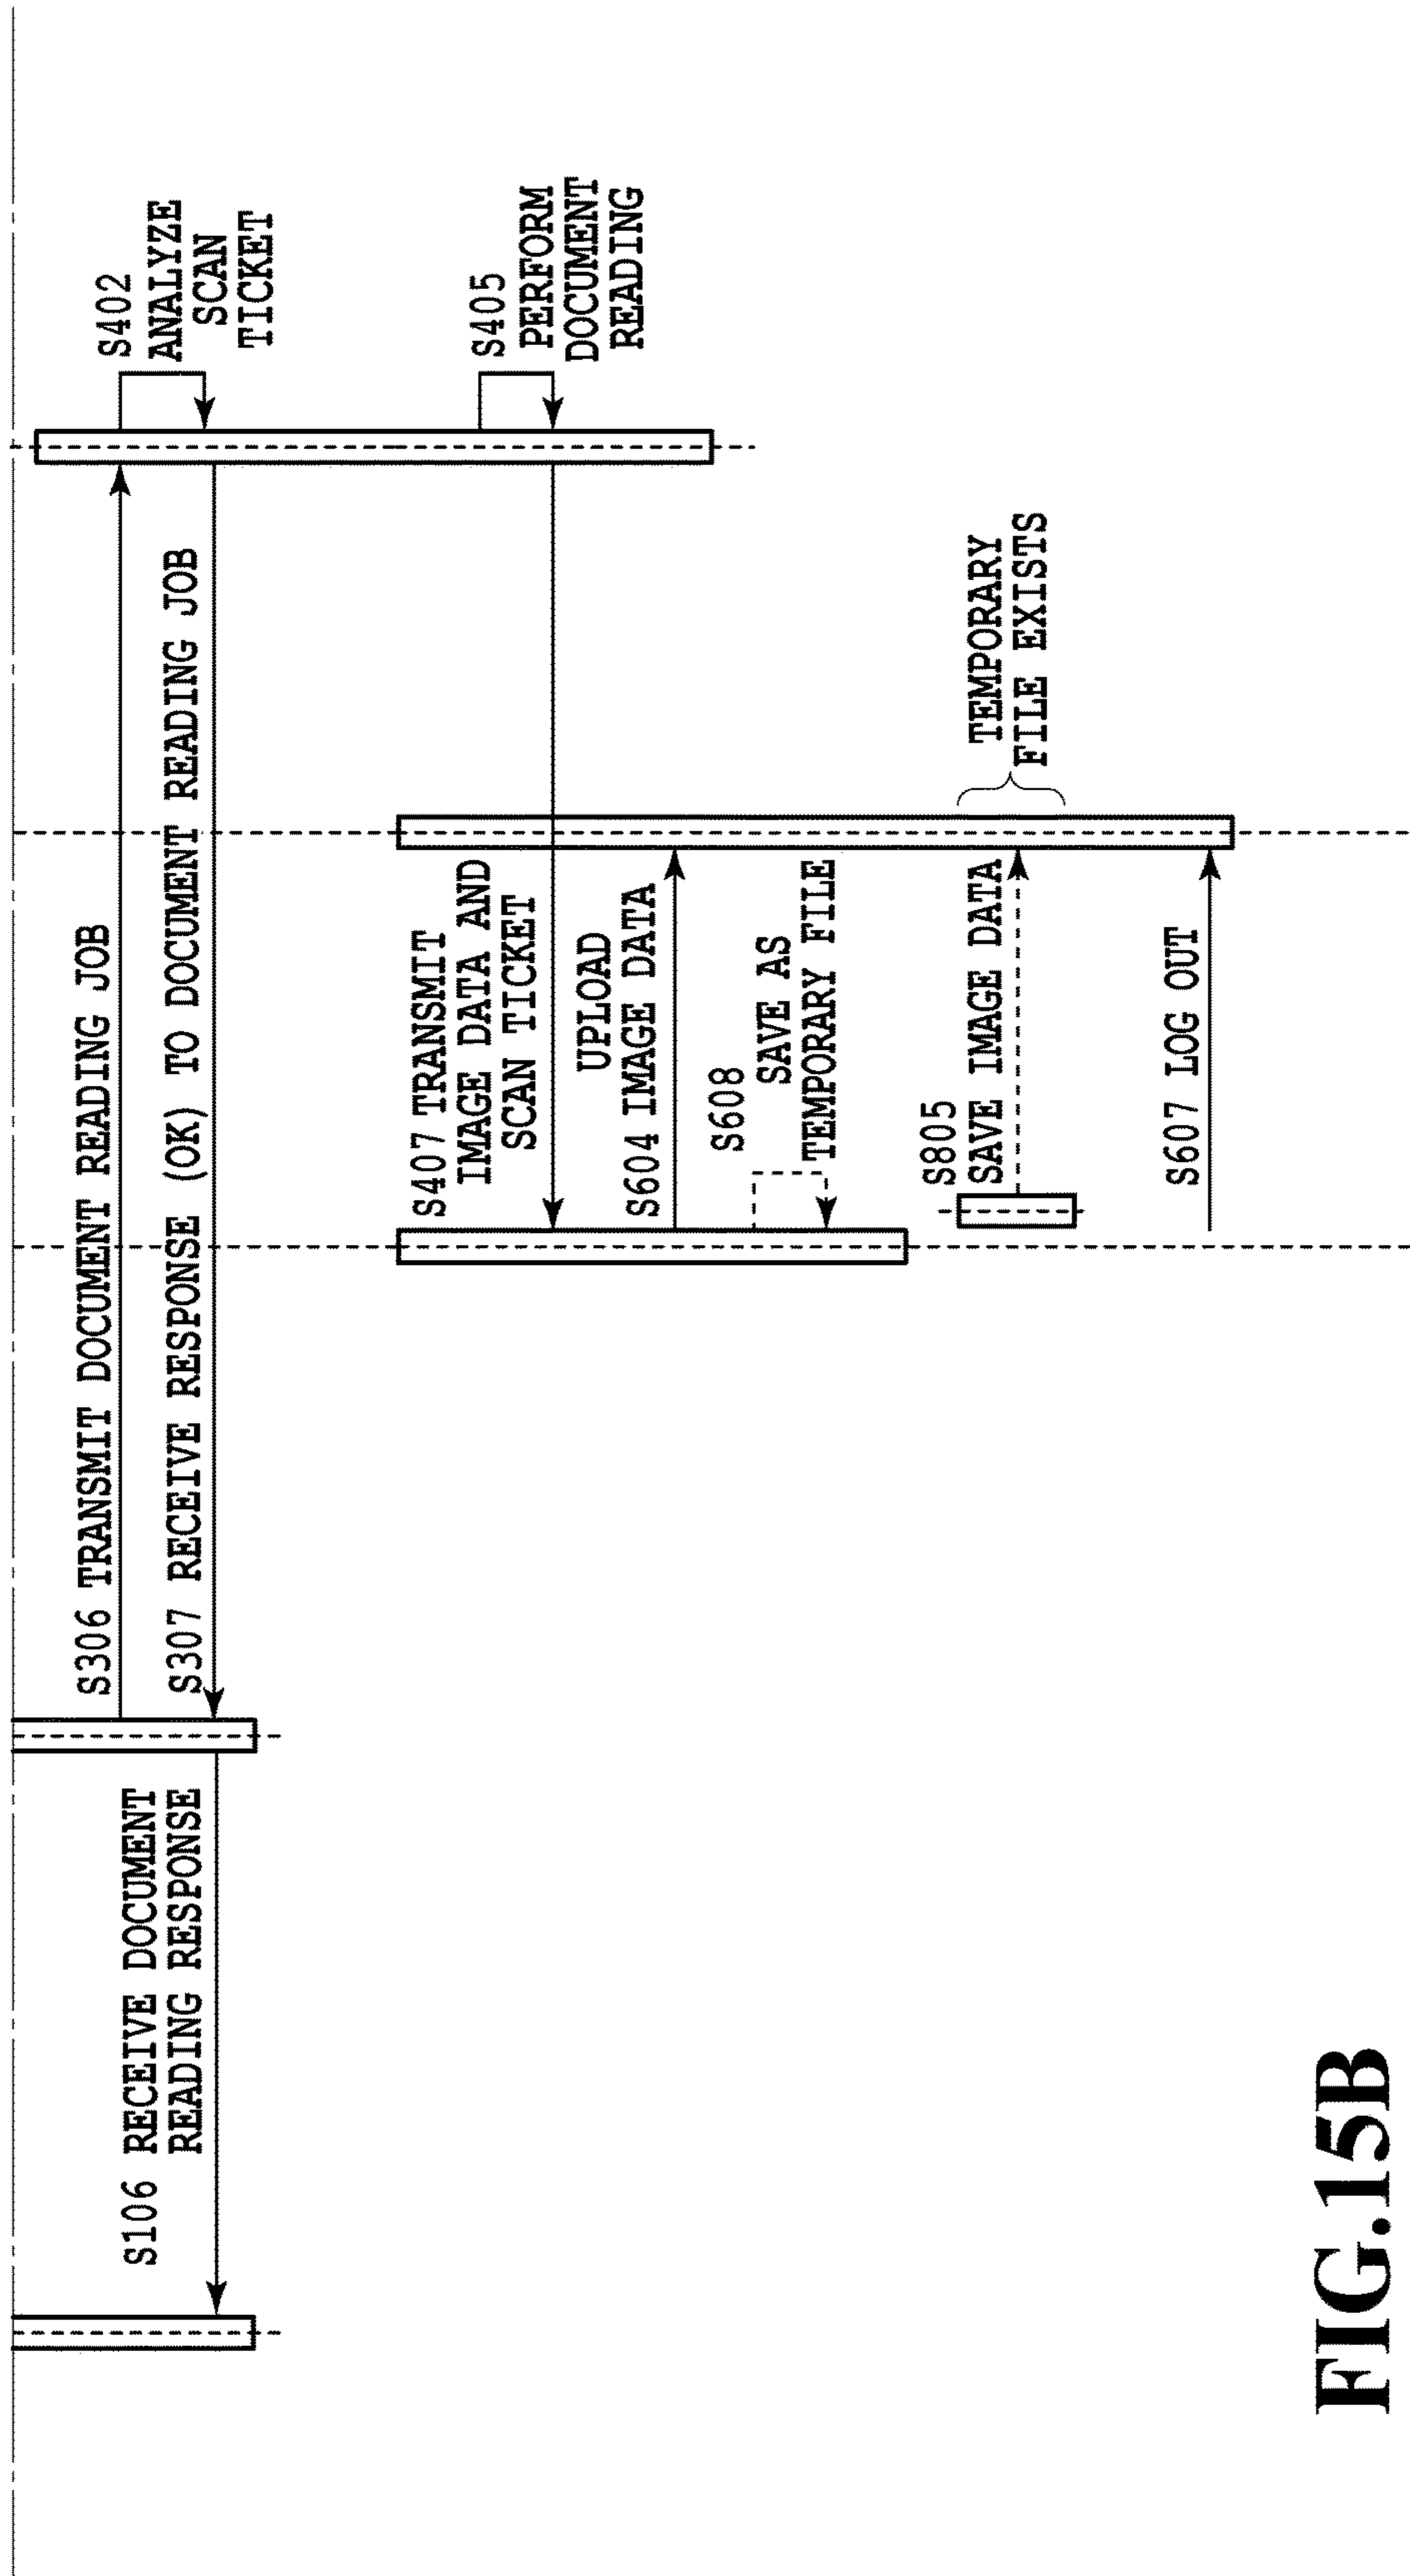 S306 TRANSMIT DOCUMENT READING JOB
S402
ANALYZE
SCAN
TICKET
S307 RECEIVE RESPONSE (OK) TO DOCUMENT READING JOB
S106 RECEIVE DOCUMENT
READING RESPONSE
S405
PERFORM
DOCUMENT
READING
S407 TRANSMIT
IMAGE DATA AND
SCAN TICKET
UPLOAD
S604 IMAGE DATA
S608
SAVE AS
TEMPORARY FILE
S805
SAVE IMAGE DATA
TEMPORARY
FILE EXISTS
S607 LOG OUT
FIG.15B